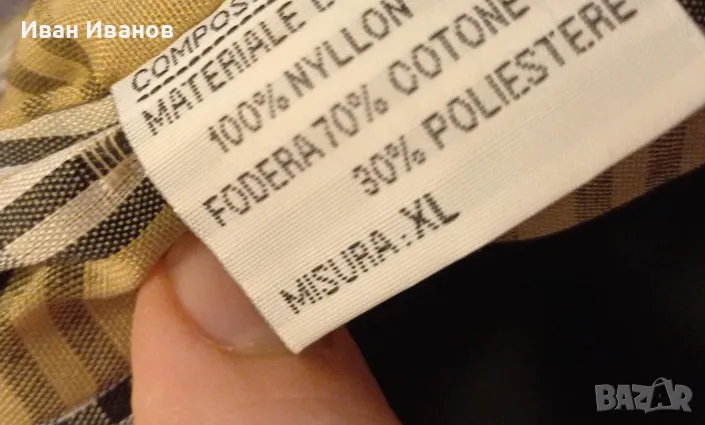 Иван Иванов
COMPOS
MATERIALE
100% NYLLON
FODERA 70% COTONE
30% POLIESTERE
MISURA.:XL
BAZAR